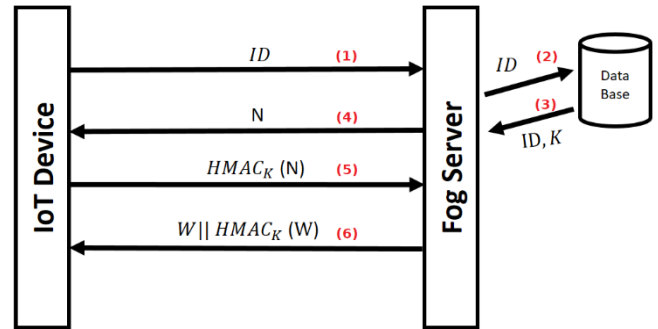 IoT Device
Fog Server
ID (1)
ID (2)
Data
Base
(3)
ID, K
N (4)
HMAC_K (N) (5)
W || HMAC_K (W) (6)